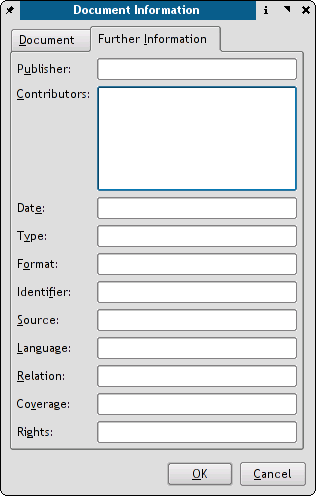 Document Information
Document
Further Information
Publisher:
Contributors:
Date:
Type:
Format:
Identifier:
Source:
Language:
Relation:
Coverage:
Rights:
OK
Cancel